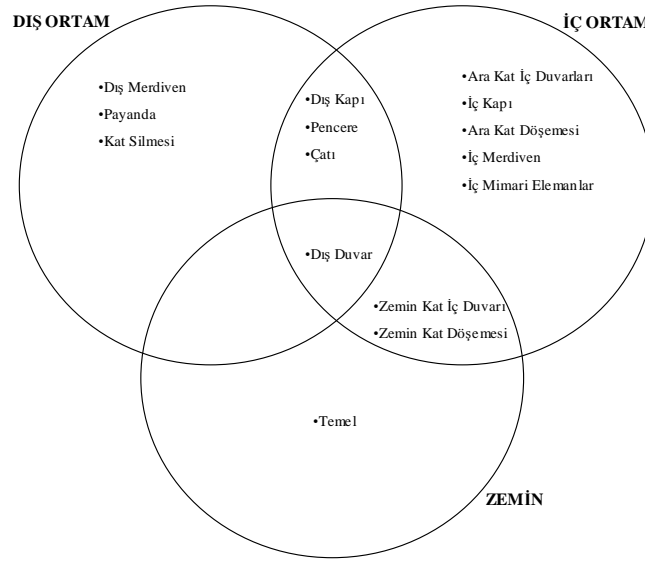 DIŞ ORTAM
İÇ ORTAM
•Dış Merdiven
•Payanda
•Kat Silmesi
•Dış Kapı
•Pencere
•Çatı
•Ara Kat İç Duvarları
•İç Kapı
•Ara Kat Döşemesi
•İç Merdiven
•İç Mimari Elemanlar
•Dış Duvar
•Zemin Kat İç Duvarı
•Zemin Kat Döşemesi
•Temel
ZEMİN